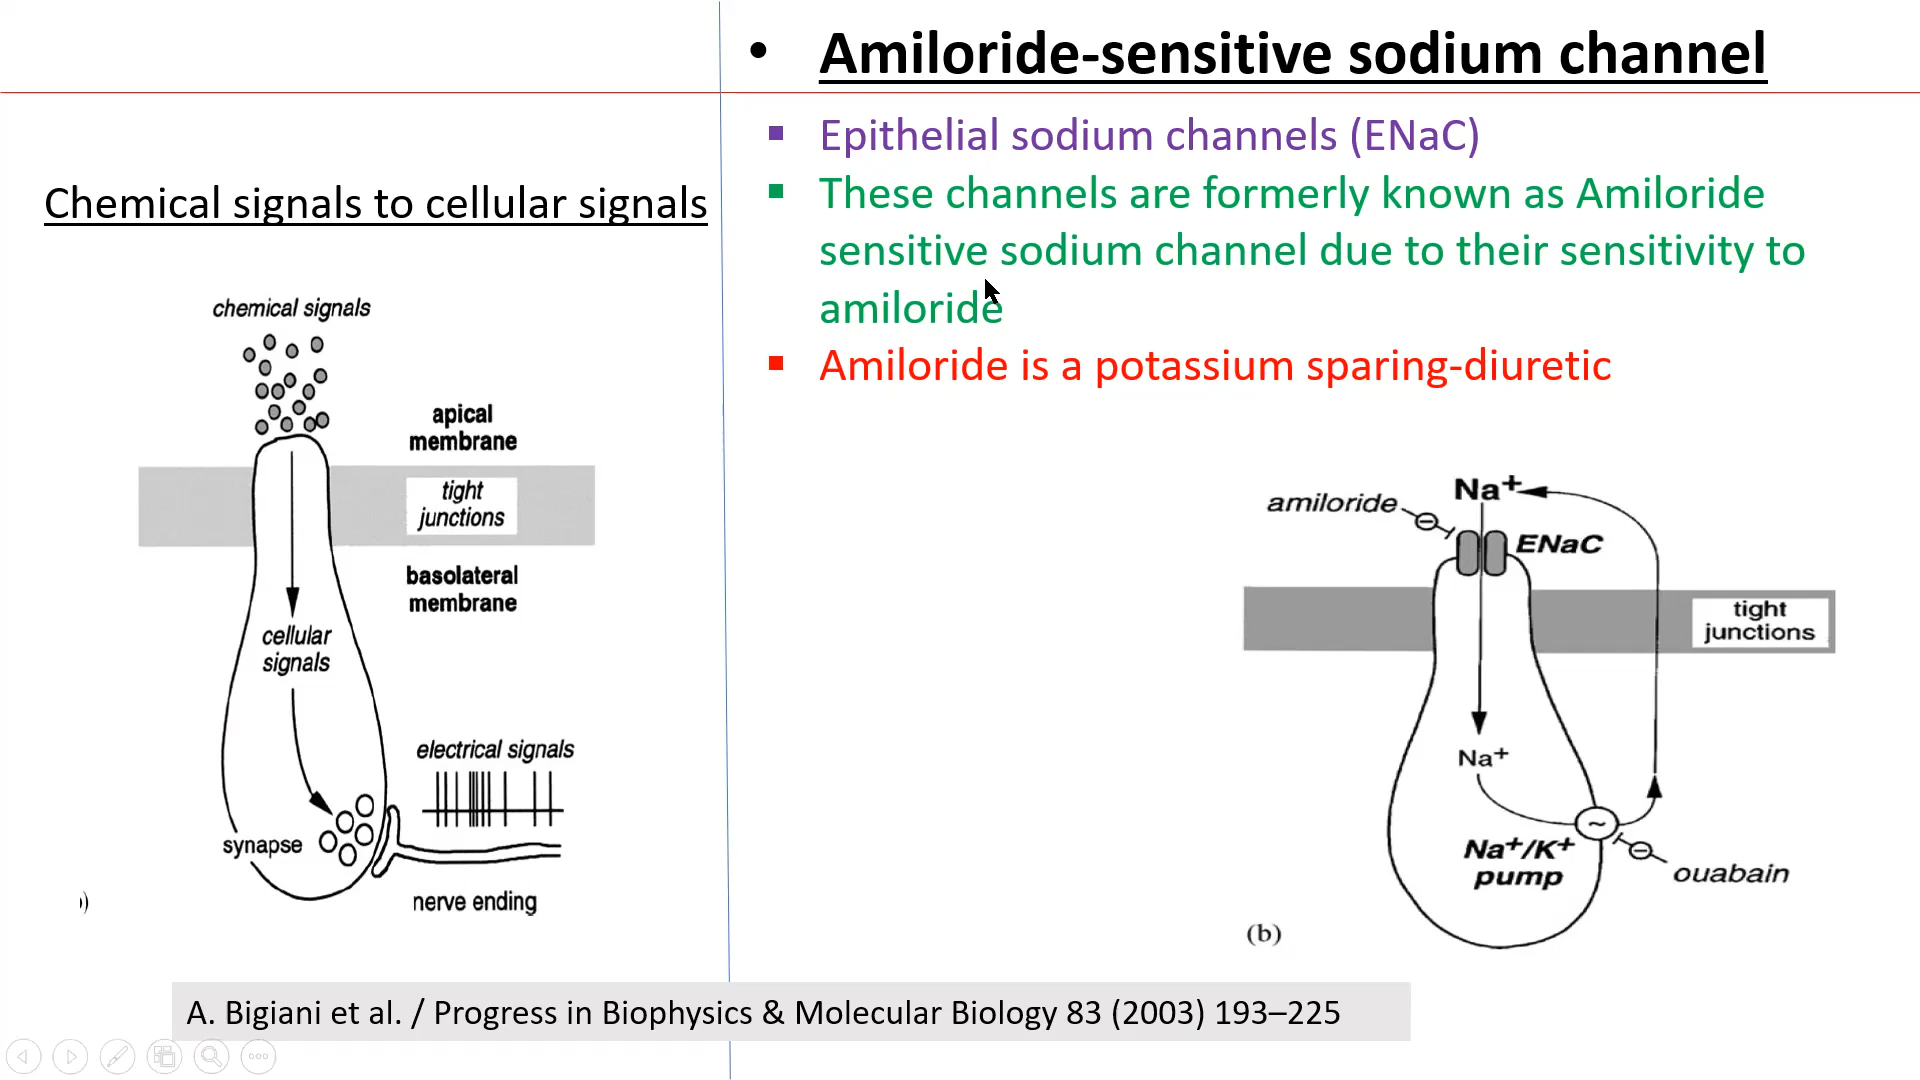 • Amiloride-sensitive sodium channel
▪ Epithelial sodium channels (ENaC)
▪ These channels are formerly known as Amiloride
sensitive sodium channel due to their sensitivity to
amiloride
▪ Amiloride is a potassium sparing-diuretic
Chemical signals to cellular signals
chemical signals
apical
membrane
tight
junctions
basolateral
membrane
cellular
signals
electrical signals
synapse
nerve ending
)
Na+
amiloride
ENaC
tight
junctions
Na+
~
Na+/K+
pump
ouabain
(b)
A. Bigiani et al. / Progress in Biophysics & Molecular Biology 83 (2003) 193–225